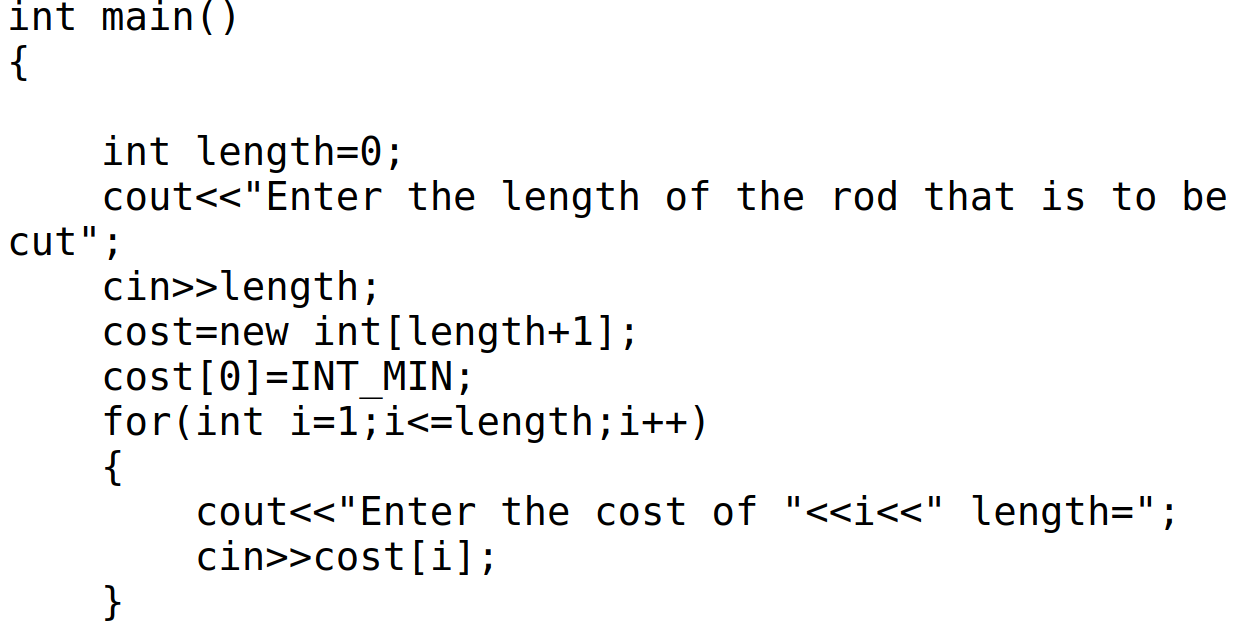 int main()
{
    int length=0;
    cout<<"Enter the length of the rod that is to be
cut";
    cin>>length;
    cost=new int[length+1];
    cost[0]=INT_MIN;
    for(int i=1;i<=length;i++)
    {
        cout<<"Enter the cost of "<<i<<" length=";
        cin>>cost[i];
    }